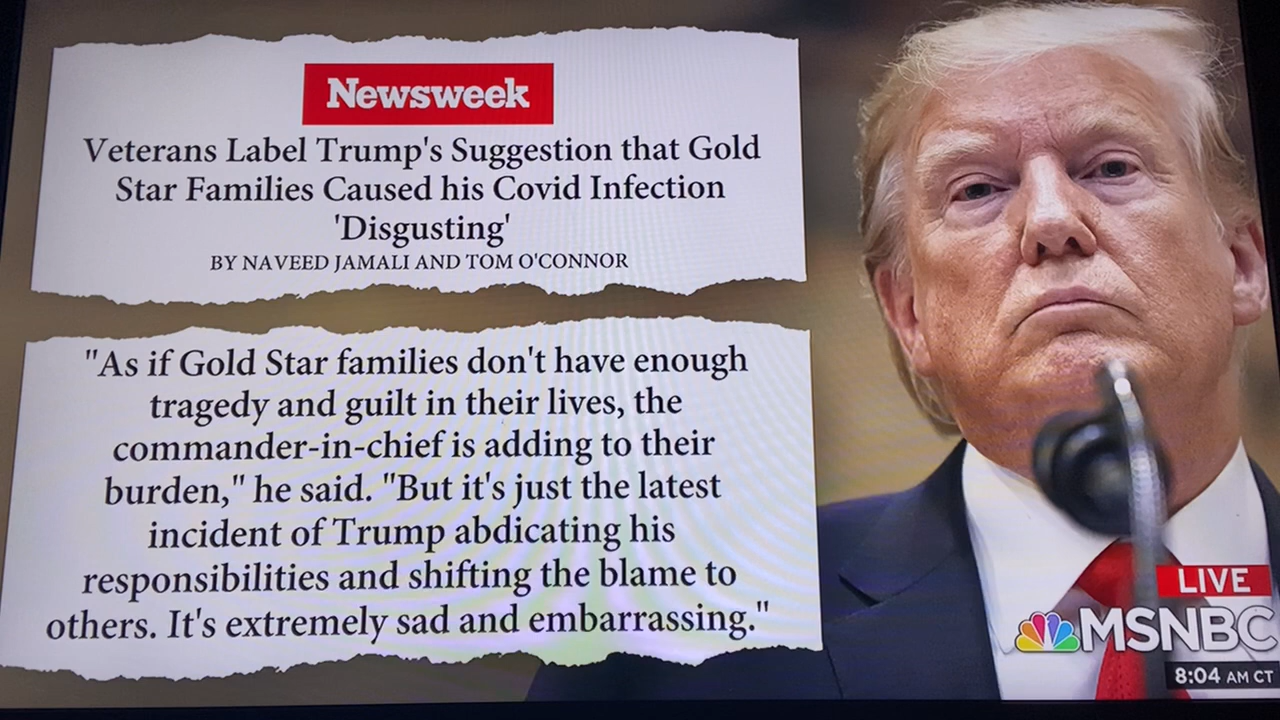 Newsweek
Veterans Label Trump's Suggestion that Gold
Star Families Caused his Covid Infection
'Disgusting'
BY NAVEED JAMALI AND TOM O'CONNOR
"As if Gold Star families don't have enough
tragedy and guilt in their lives, the
commander-in-chief is adding to their
burden," he said. "But it's just the latest
incident of Trump abdicating his
responsibilities and shifting the blame to
others. It's extremely sad and embarrassing."
LIVE
MSNBC
8:04 AM CT